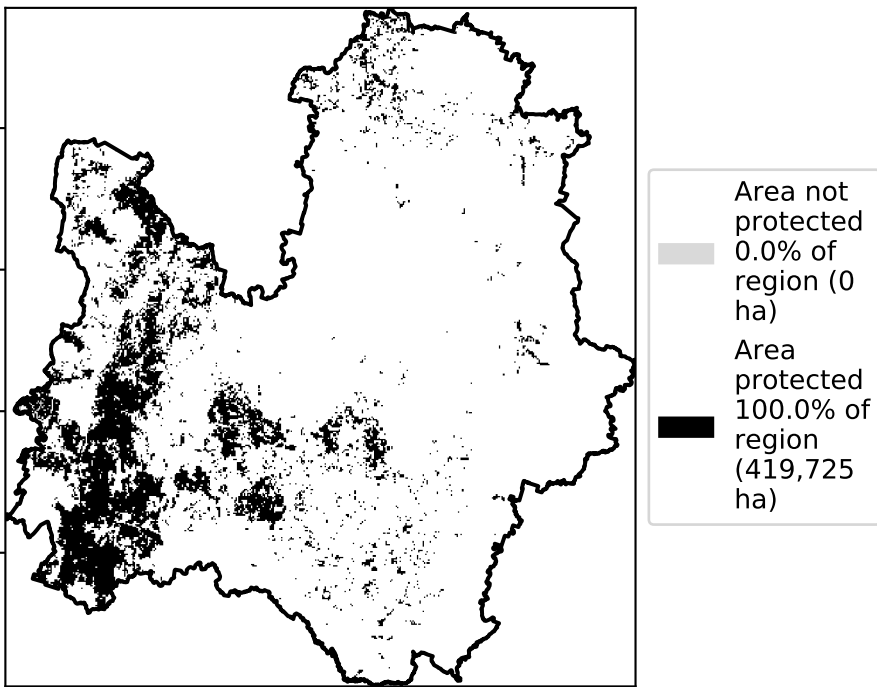 Area not
protected
0.0% of
region (0
ha)
Area
protected
100.0% of
region
(419,725
ha)